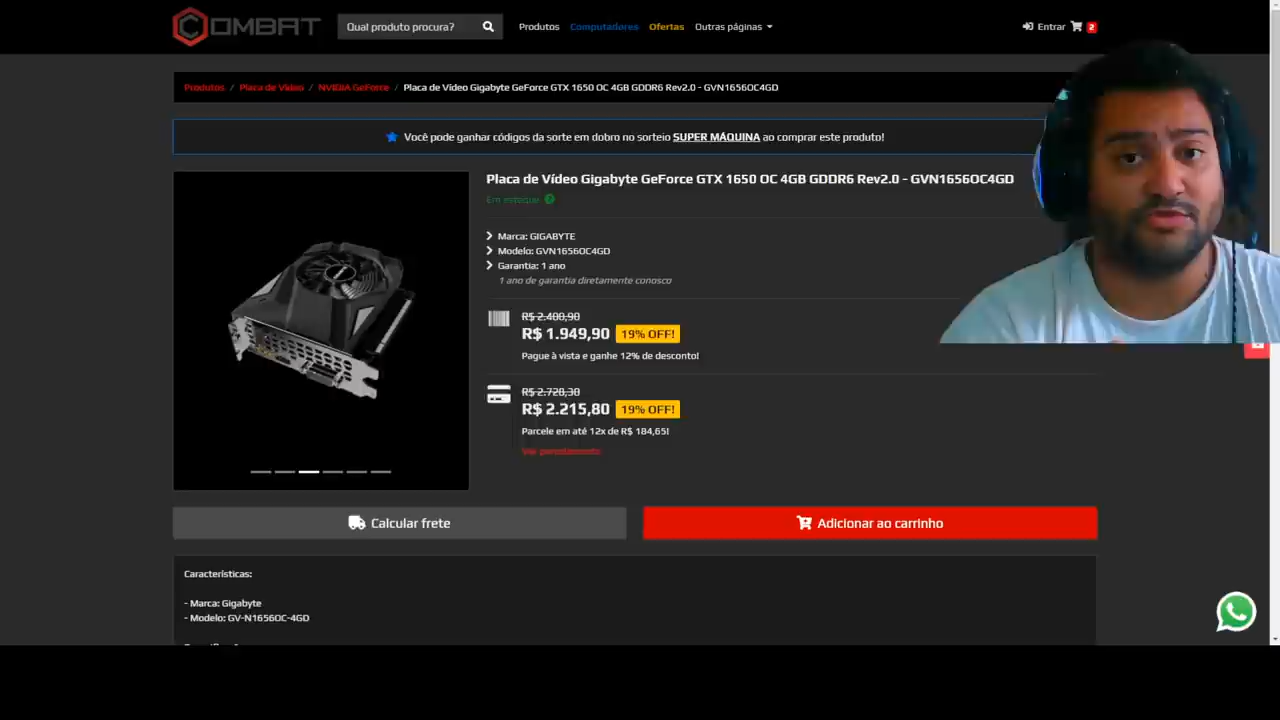 COMBAT
Qual produto procura?
Produtos
Computadores
Ofertas
Outras páginas
Entrar
2
Produtos / Placa de Vídeo / NVIDIA GeForce / Placa de Vídeo Gigabyte GeForce GTX 1650 OC 4GB GDDR6 Rev2.0 - GVN1656OC4GD
Você pode ganhar códigos da sorte em dobro no sorteio SUPER MÁQUINA ao comprar este produto!
Placa de Vídeo Gigabyte GeForce GTX 1650 OC 4GB GDDR6 Rev2.0 - GVN1656OC4GD
Em estoque
Marca: GIGABYTE
Modelo: GVN1656OC4GD
Garantia: 1 ano
1 ano de garantia diretamente conosco
R$ 2.400,90
R$ 1.949,90 19% OFF!
Pague à vista e ganhe 12% de desconto!
R$ 2.728,30
R$ 2.215,80 19% OFF!
Parcele em até 12x de R$ 184,65!
Ver parcelamento
Calcular frete
Adicionar ao carrinho
Características:
- Marca: Gigabyte
- Modelo: GV-N1656OC-4GD